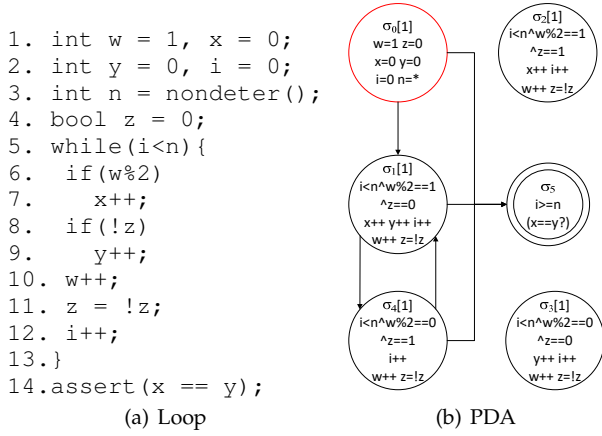 1. int w = 1, x = 0;
2. int y = 0, i = 0;
3. int n = nondeter();
4. bool z = 0;
5. while(i<n){
6. if(w%2)
7. x++;
8. if(!z)
9. y++;
10. w++;
11. z = !z;
12. i++;
13.}
14.assert(x == y);
(a) Loop
σ0[1]
w=1 z=0
x=0 y=0
i=0 n=*
σ2[1]
i<n^w%2==1
^z==1
x++ i++
w++ z=!z
σ1[1]
i<n^w%2==1
^z==0
x++ y++ i++
w++ z=!z
σ5
i>=n
(x==y?)
σ4[1]
i<n^w%2==0
^z==1
i++
w++ z=!z
σ3[1]
i<n^w%2==0
^z==0
y++ i++
w++ z=!z
(b) PDA